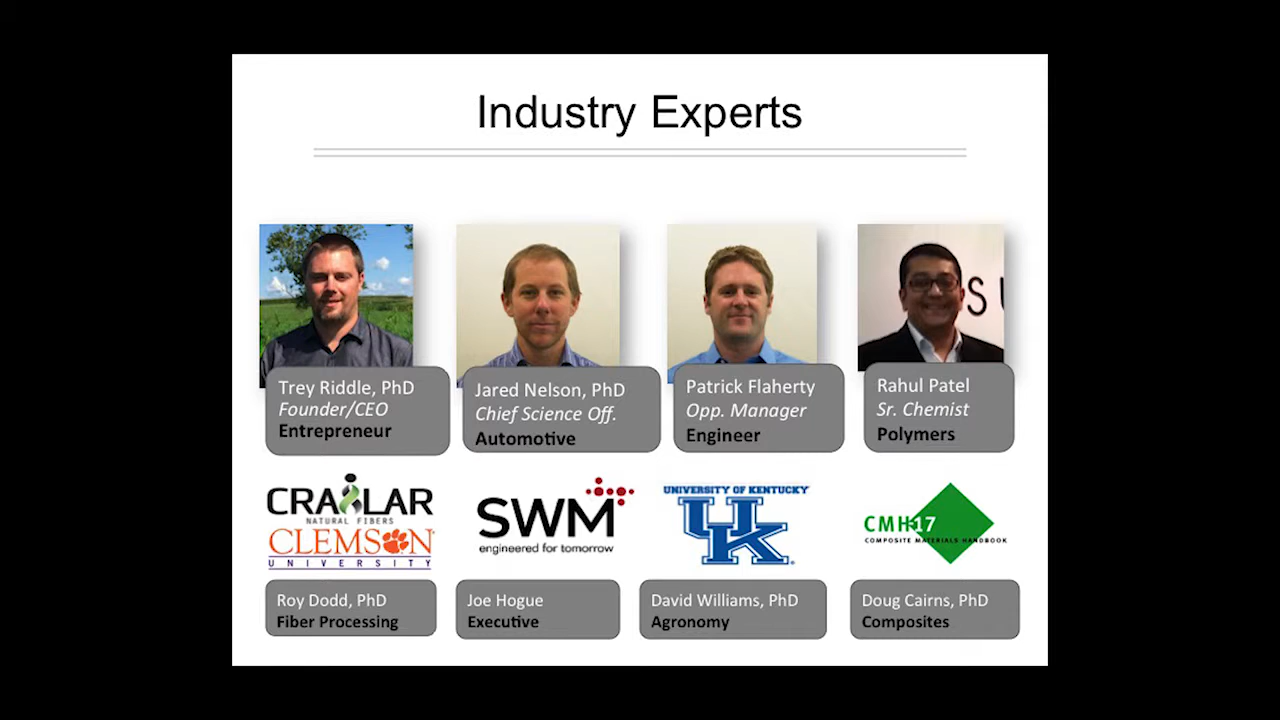 Industry Experts
S U
Trey Riddle, PhD
Founder/CEO
Entrepreneur
Jared Nelson, PhD
Chief Science Off.
Automotive
Patrick Flaherty
Opp. Manager
Engineer
Rahul Patel
Sr. Chemist
Polymers
CRAiLAR
NATURAL FIBERS
CLEMSON
UNIVERSITY
SWM
engineered for tomorrow
UNIVERSITY OF KENTUCKY
UK
CMH-17
COMPOSITE MATERIALS HANDBOOK
Roy Dodd, PhD
Fiber Processing
Joe Hogue
Executive
David Williams, PhD
Agronomy
Doug Cairns, PhD
Composites